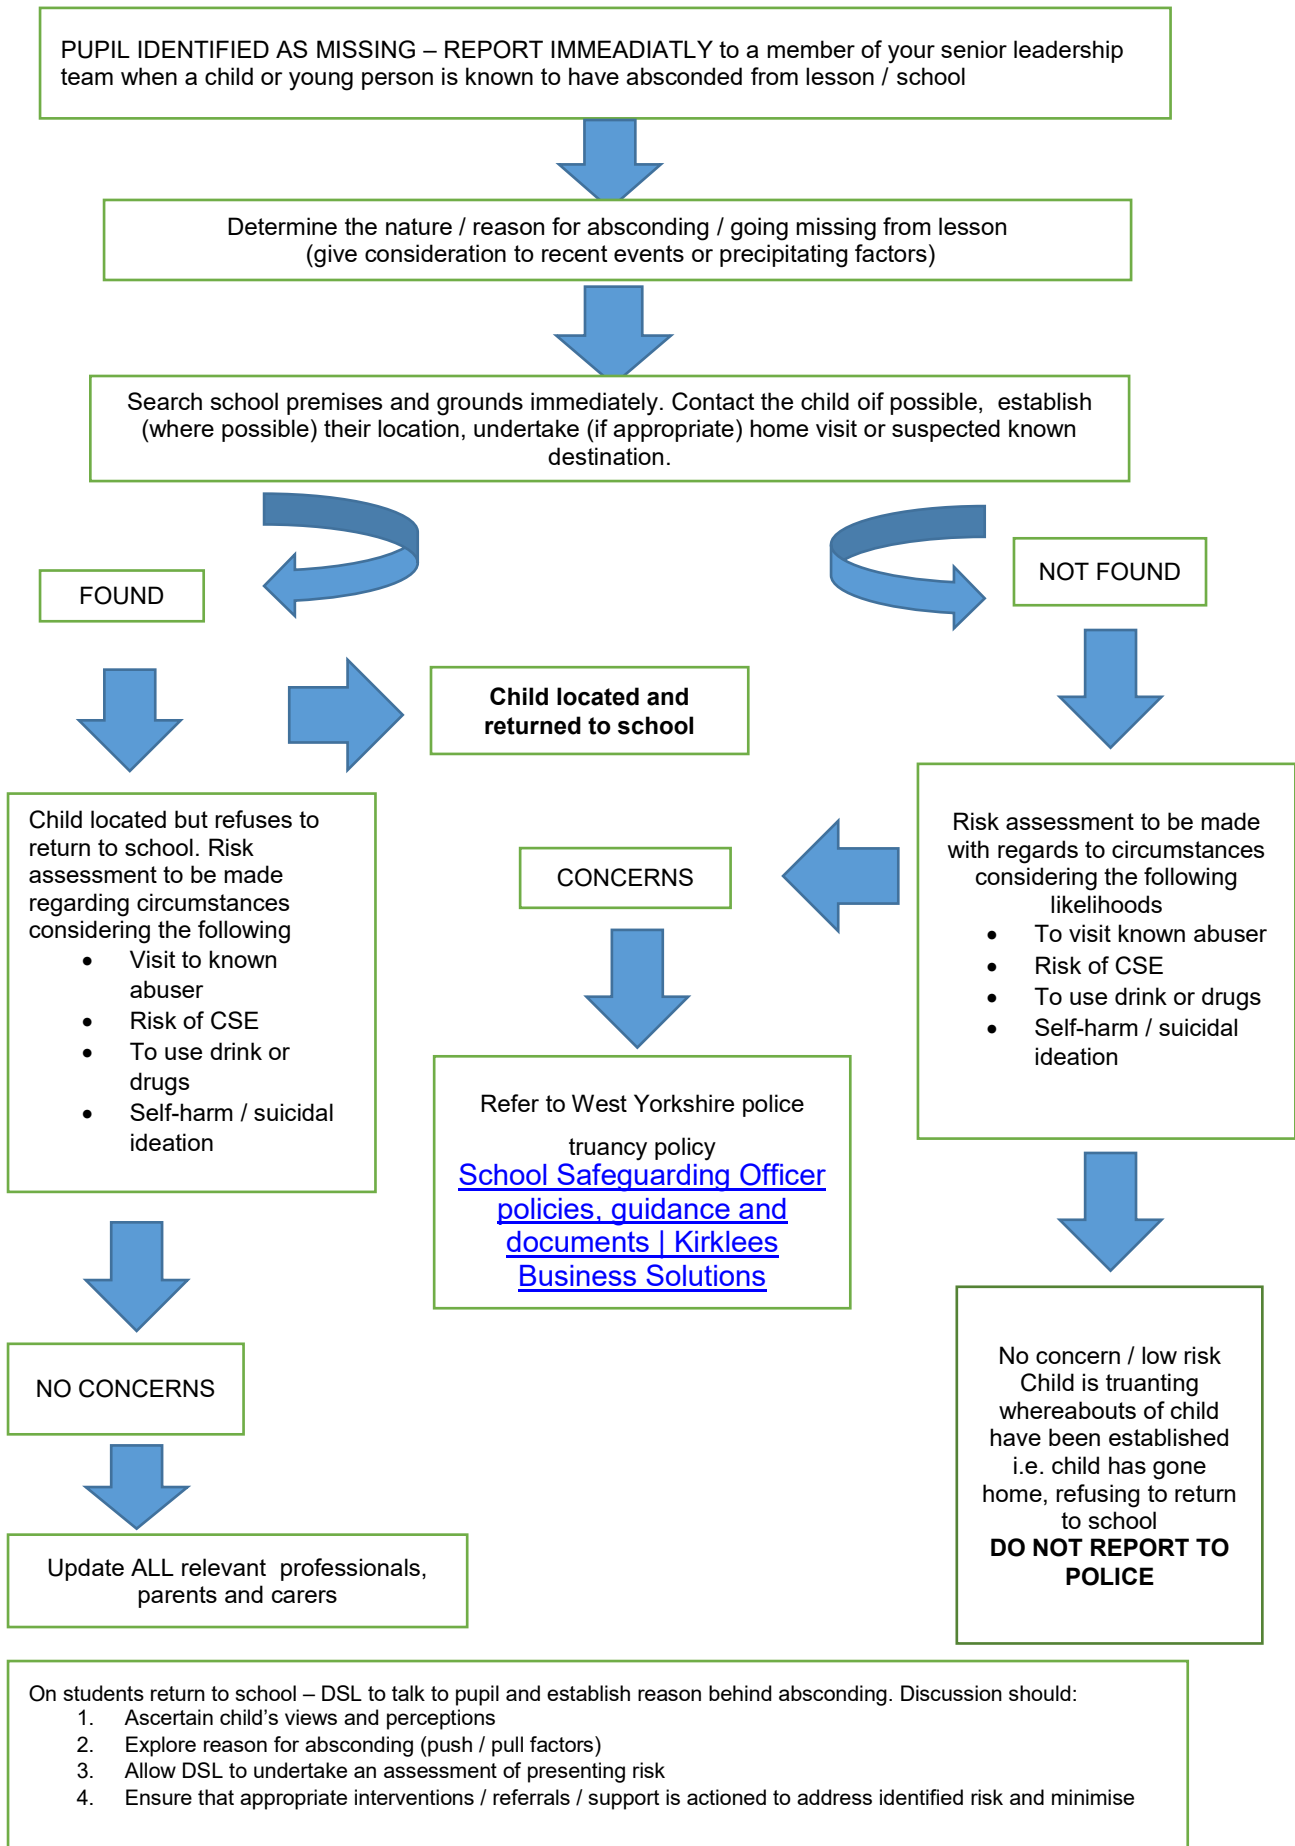 PUPIL IDENTIFIED AS MISSING – REPORT IMMEADIATLY to a member of your senior leadership
team when a child or young person is known to have absconded from lesson / school
Determine the nature / reason for absconding / going missing from lesson
(give consideration to recent events or precipitating factors)
Search school premises and grounds immediately. Contact the child oif possible, establish
(where possible) their location, undertake (if appropriate) home visit or suspected known
destination.
FOUND
NOT FOUND
Child located and
returned to school
Child located but refuses to
return to school. Risk
assessment to be made
regarding circumstances
considering the following
• Visit to known
abuser
• Risk of CSE
• To use drink or
drugs
• Self-harm / suicidal
ideation
CONCERNS
Risk assessment to be made
with regards to circumstances
considering the following
likelihoods
• To visit known abuser
• Risk of CSE
• To use drink or drugs
• Self-harm / suicidal
ideation
Refer to West Yorkshire police
truancy policy
School Safeguarding Officer
policies, guidance and
documents | Kirklees
Business Solutions
NO CONCERNS
No concern / low risk
Child is truanting
whereabouts of child
have been established
i.e. child has gone
home, refusing to return
to school
DO NOT REPORT TO
POLICE
Update ALL relevant professionals,
parents and carers
On students return to school – DSL to talk to pupil and establish reason behind absconding. Discussion should:
1. Ascertain child’s views and perceptions
2. Explore reason for absconding (push / pull factors)
3. Allow DSL to undertake an assessment of presenting risk
4. Ensure that appropriate interventions / referrals / support is actioned to address identified risk and minimise